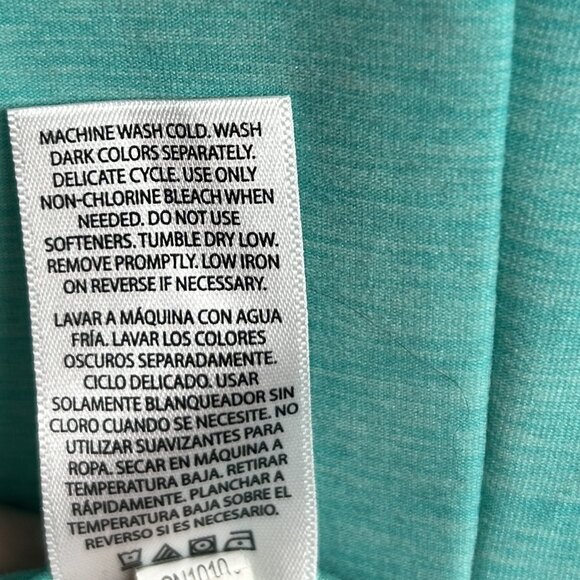 MACHINE WASH COLD. WASH
DARK COLORS SEPARATELY.
DELICATE CYCLE. USE ONLY
NON-CHLORINE BLEACH WHEN
NEEDED. DO NOT USE
SOFTENERS. TUMBLE DRY LOW.
REMOVE PROMPTLY. LOW IRON
ON REVERSE IF NECESSARY.
LAVAR A MÁQUINA CON AGUA
FRÍA. LAVAR LOS COLORES
OSCUROS SEPARADAMENTE.
CICLO DELICADO. USAR
SOLAMENTE BLANQUEADOR SIN
CLORO CUANDO SE NECESITE. NO
UTILIZAR SUAVIZANTES PARA
ROPA. SECAR EN MÁQUINA A
TEMPERATURA BAJA. RETIRAR
RÁPIDAMENTE. PLANCHAR A
TEMPERATURA BAJA SOBRE EL
REVERSO SI ES NECESARIO.